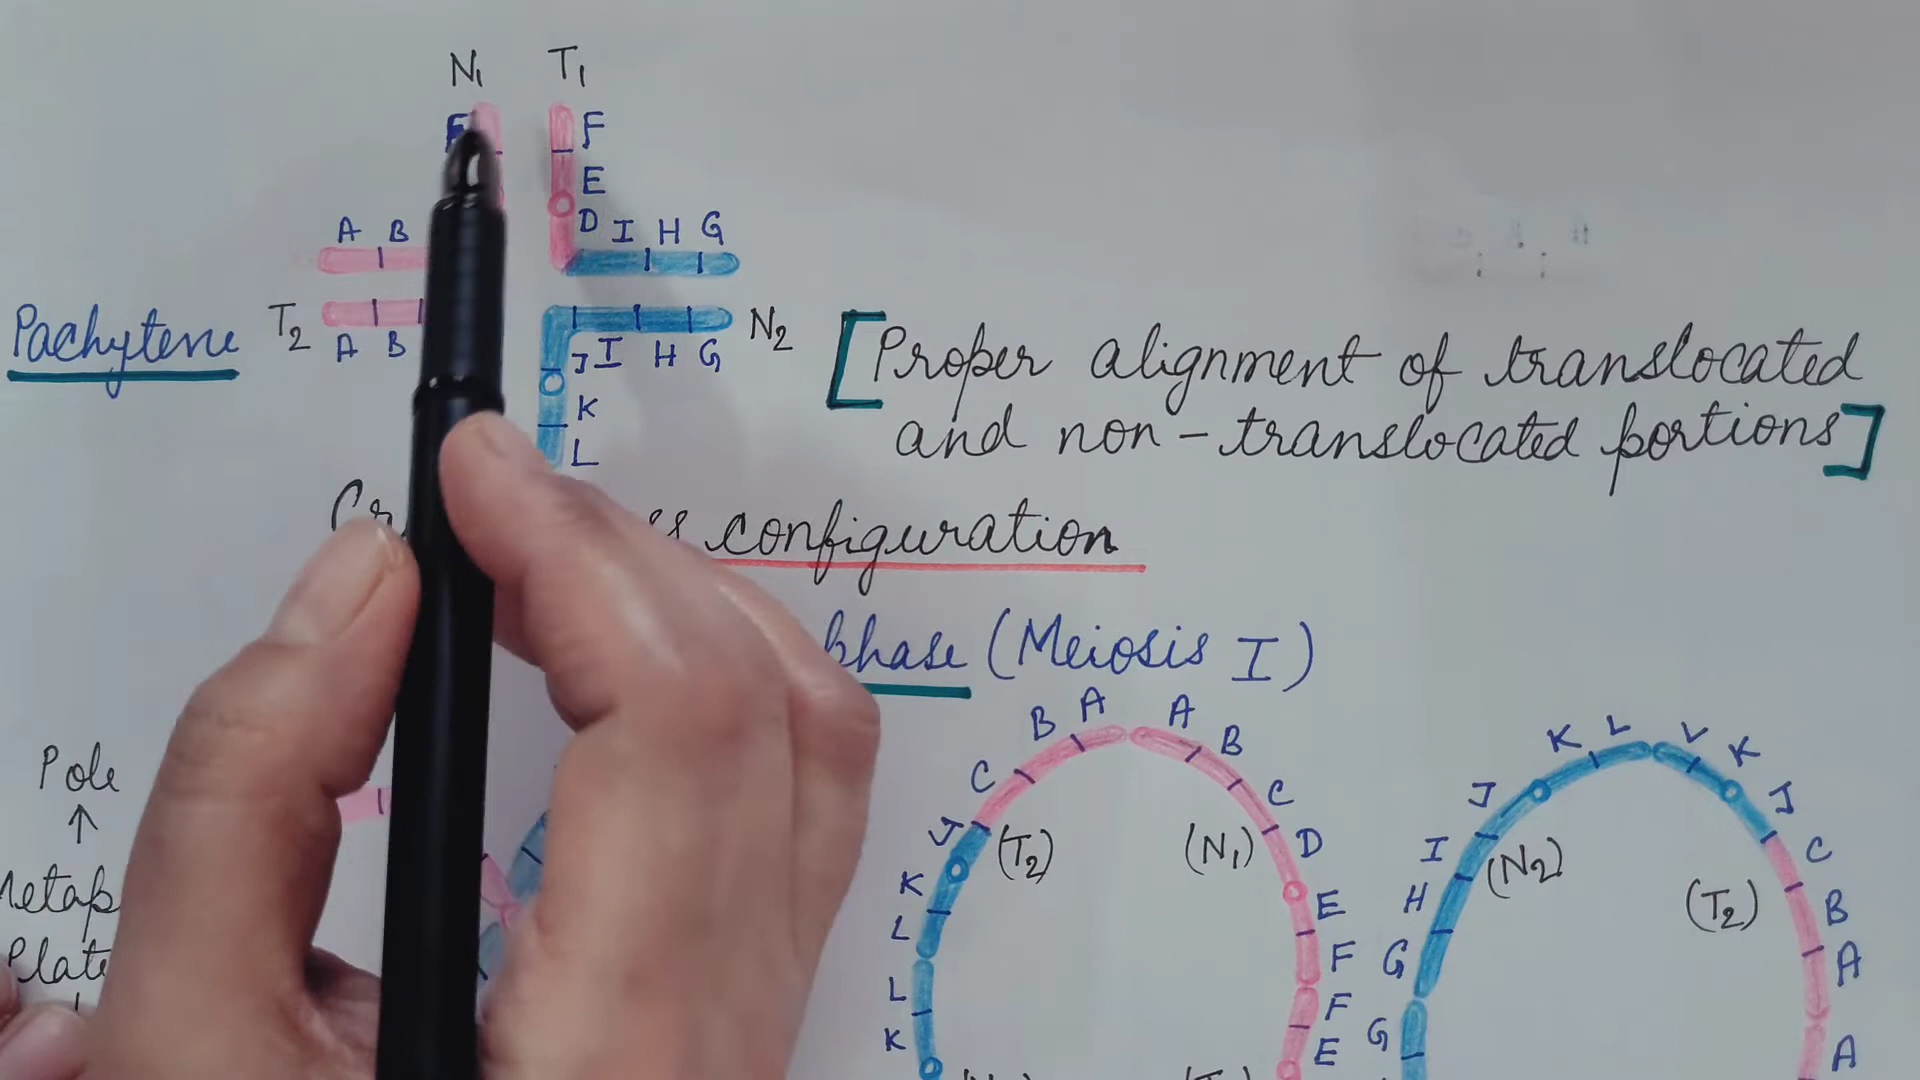 N₁ T₁
F F
E
D I H G
A B
Pachytene T₂ N₂
A B J I H G
K
L
[Proper alignment of translocated
and non-translocated portions]
configuration
(Meiosis I)
Pole
↑
B A A B
C C
J (T₂) (N₁) D
K E
L F
L F
K E
K L L K
J J
I (N₂) C
H (T₂) B
G A
G A